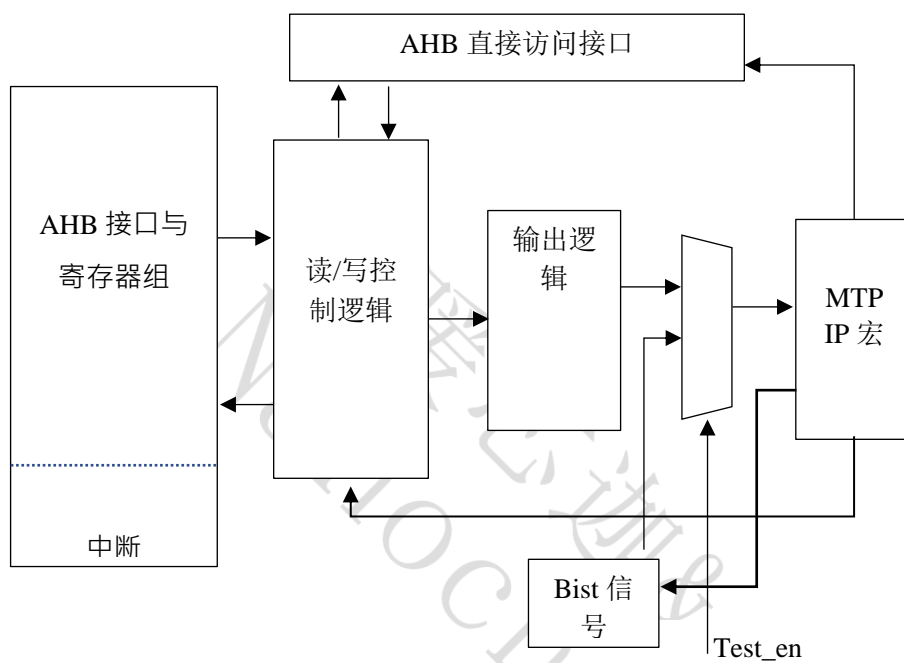 AHB 直接访问接口
AHB 接口与
寄存器组
读/写控
制逻辑
输出逻
辑
MTP
IP 宏
中断
Bist 信
号
Test_en